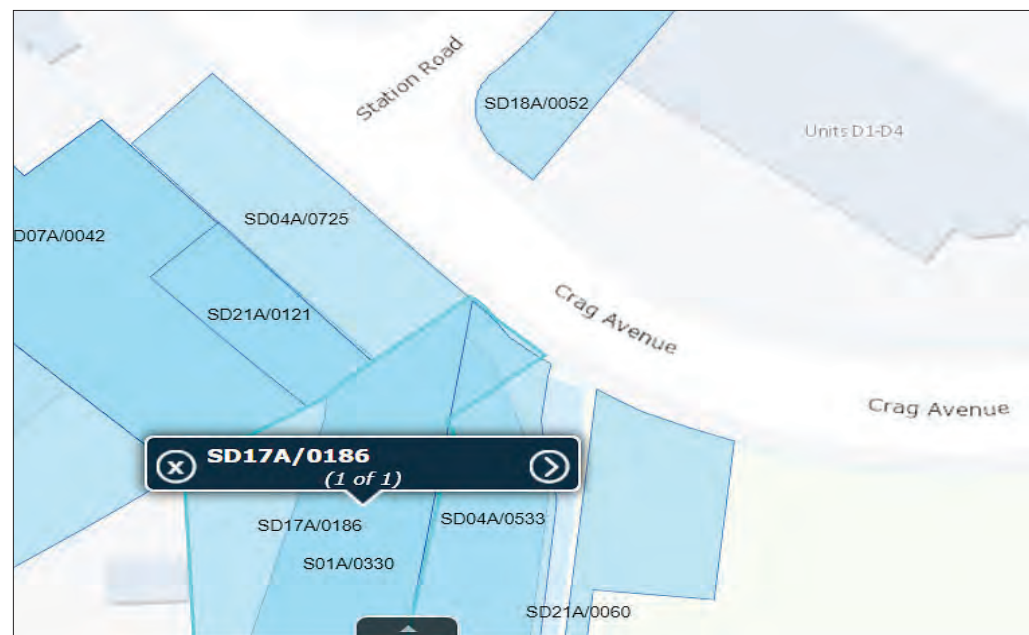 Station Road
SD18A/0052
Units D1-D4
SD04A/0725
D07A/0042
SD21A/0121
Crag Avenue
Crag Avenue
SD17A/0186
(1 of 1)
SD17A/0186
SD04A/0533
S01A/0330
SD21A/0060